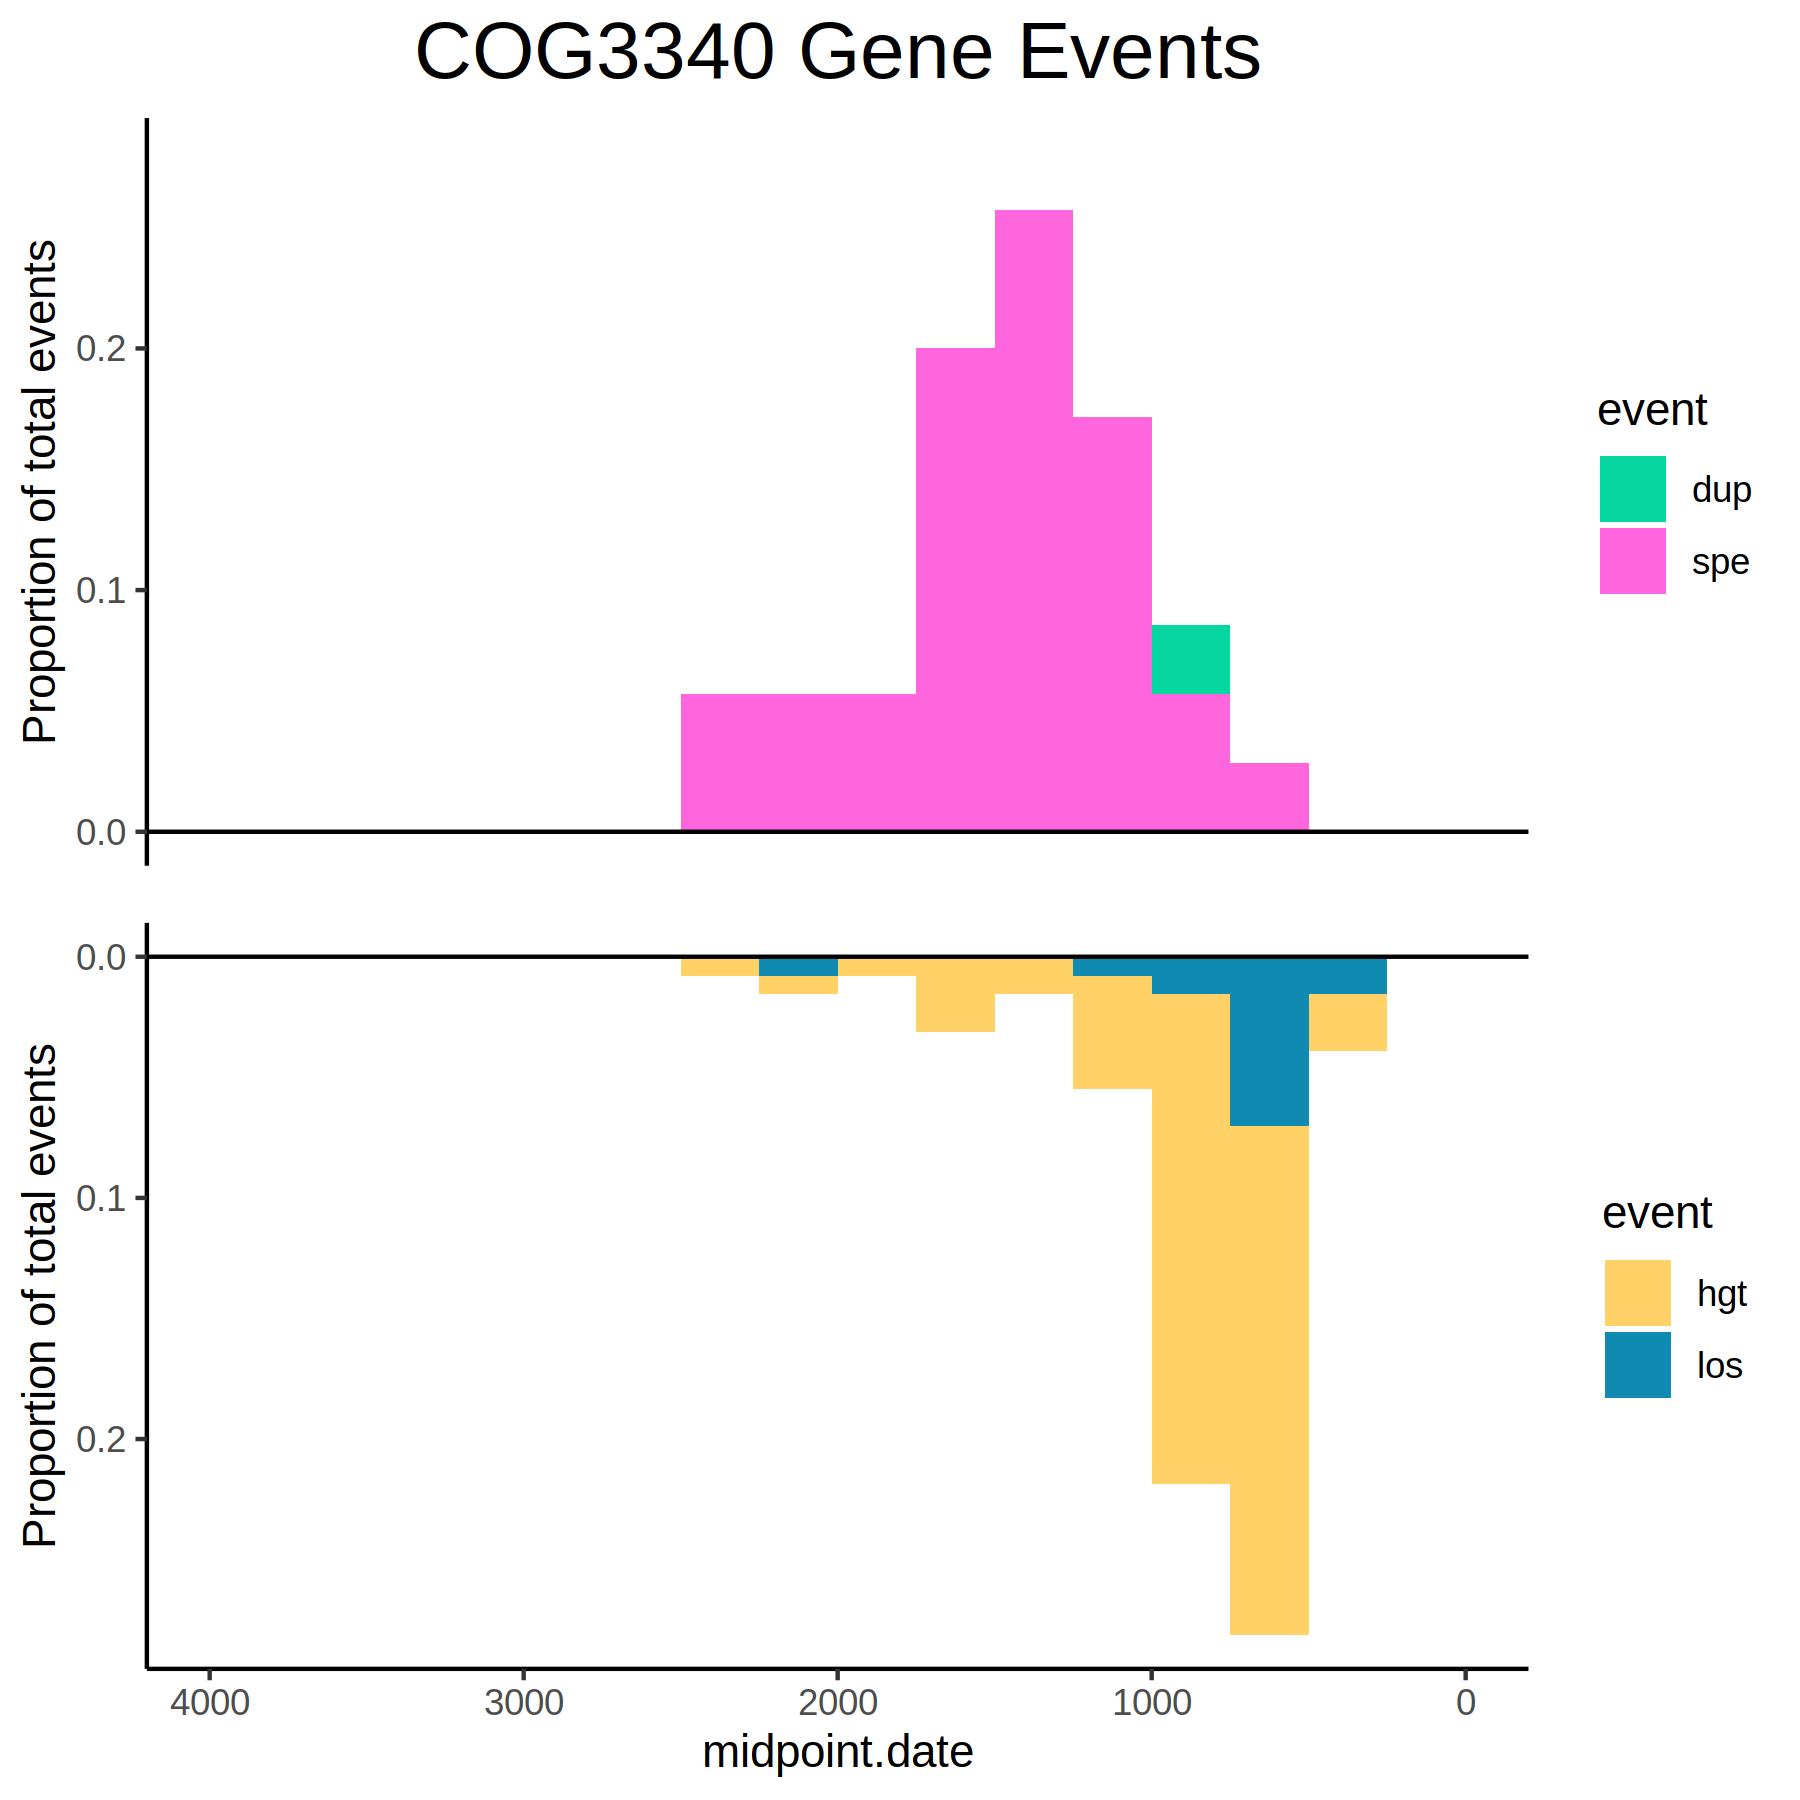 COG3340 Gene Events
Proportion of total events
0.2
0.1
0.0
event
dup
spe
Proportion of total events
0.0
0.1
0.2
event
hgt
los
4000 3000 2000 1000 0
midpoint.date